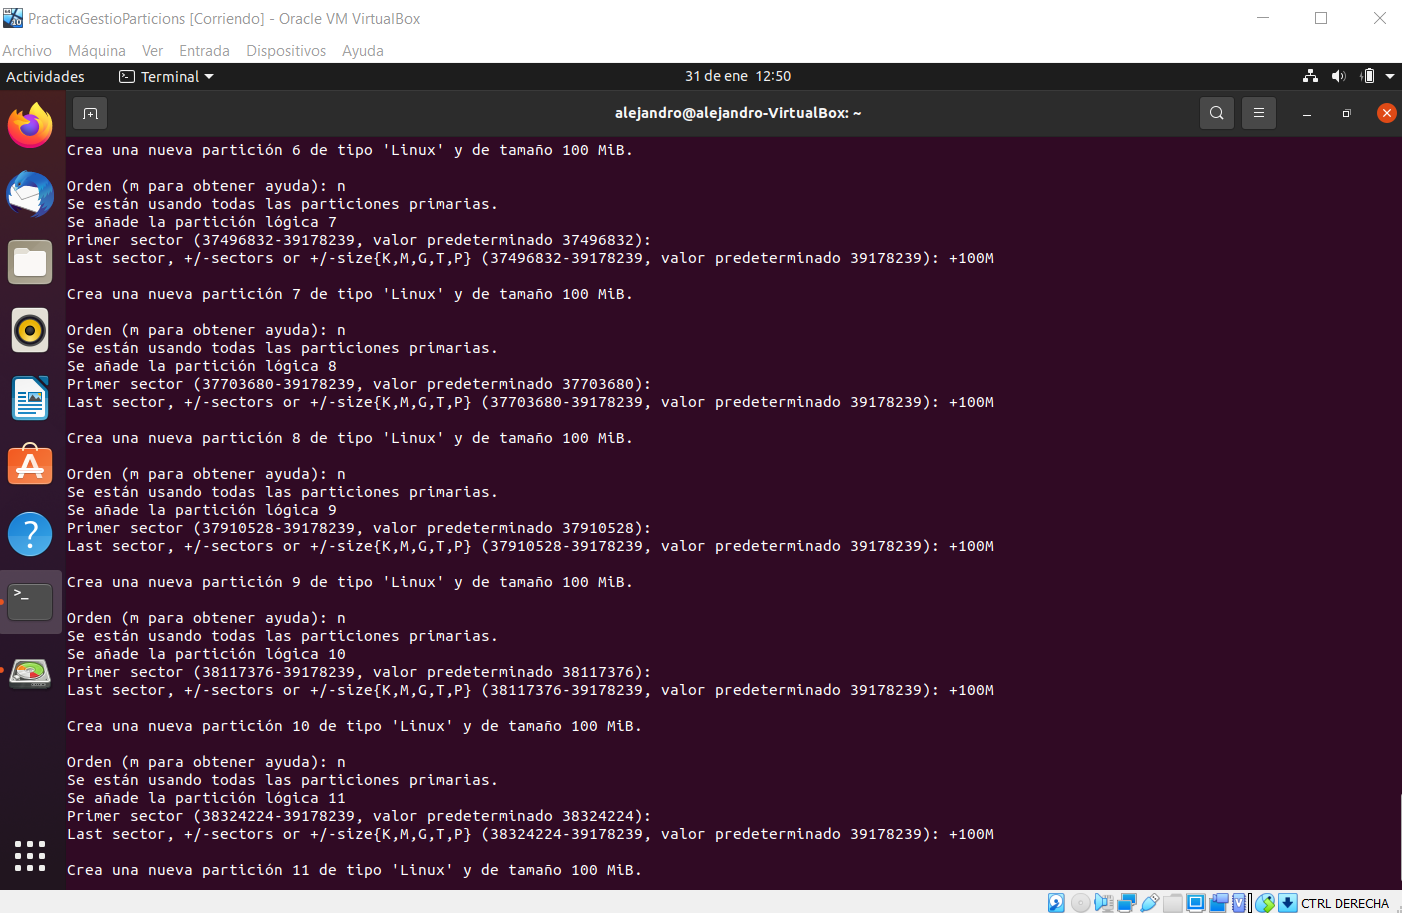 PracticaGestioParticions [Corriendo] - Oracle VM VirtualBox
Archivo Máquina Ver Entrada Dispositivos Ayuda
Actividades Terminal 31 de ene 12:50
alejandro@alejandro-VirtualBox: ~
Crea una nueva partición 6 de tipo 'Linux' y de tamaño 100 MiB.
Orden (m para obtener ayuda): n
Se están usando todas las particiones primarias.
Se añade la partición lógica 7
Primer sector (37496832-39178239, valor predeterminado 37496832):
Last sector, +/-sectors or +/-size{K,M,G,T,P} (37496832-39178239, valor predeterminado 39178239): +100M
Crea una nueva partición 7 de tipo 'Linux' y de tamaño 100 MiB.
Orden (m para obtener ayuda): n
Se están usando todas las particiones primarias.
Se añade la partición lógica 8
Primer sector (37703680-39178239, valor predeterminado 37703680):
Last sector, +/-sectors or +/-size{K,M,G,T,P} (37703680-39178239, valor predeterminado 39178239): +100M
Crea una nueva partición 8 de tipo 'Linux' y de tamaño 100 MiB.
Orden (m para obtener ayuda): n
Se están usando todas las particiones primarias.
Se añade la partición lógica 9
Primer sector (37910528-39178239, valor predeterminado 37910528):
Last sector, +/-sectors or +/-size{K,M,G,T,P} (37910528-39178239, valor predeterminado 39178239): +100M
Crea una nueva partición 9 de tipo 'Linux' y de tamaño 100 MiB.
Orden (m para obtener ayuda): n
Se están usando todas las particiones primarias.
Se añade la partición lógica 10
Primer sector (38117376-39178239, valor predeterminado 38117376):
Last sector, +/-sectors or +/-size{K,M,G,T,P} (38117376-39178239, valor predeterminado 39178239): +100M
Crea una nueva partición 10 de tipo 'Linux' y de tamaño 100 MiB.
Orden (m para obtener ayuda): n
Se están usando todas las particiones primarias.
Se añade la partición lógica 11
Primer sector (38324224-39178239, valor predeterminado 38324224):
Last sector, +/-sectors or +/-size{K,M,G,T,P} (38324224-39178239, valor predeterminado 39178239): +100M
Crea una nueva partición 11 de tipo 'Linux' y de tamaño 100 MiB.
CTRL DERECHA